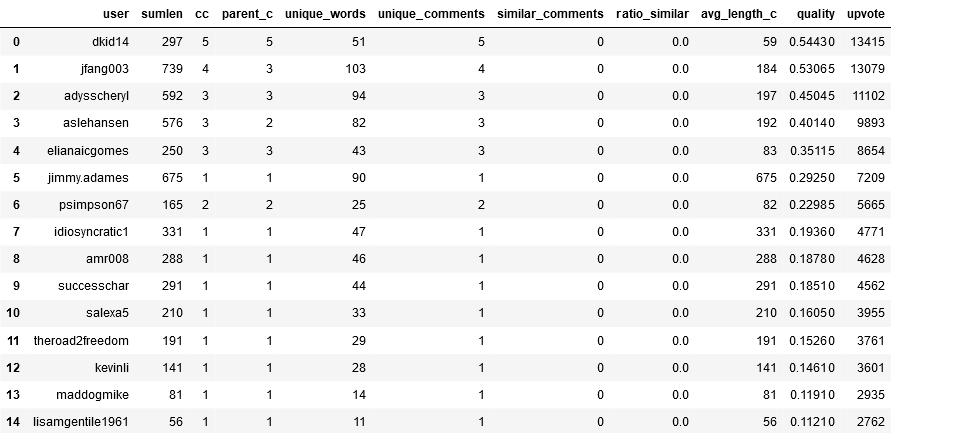 user sumlen cc parent_c unique_words unique_comments similar_comments ratio_similar avg_length_c quality upvote
0 dkid14 297 5 5 51 5 0 0.0 59 0.54430 13415
1 jfang003 739 4 3 103 4 0 0.0 184 0.53065 13079
2 adysscheryl 592 3 3 94 3 0 0.0 197 0.45045 11102
3 aslehansen 576 3 2 82 3 0 0.0 192 0.40140 9893
4 elianaicgomes 250 3 3 43 3 0 0.0 83 0.35115 8654
5 jimmy.adames 675 1 1 90 1 0 0.0 675 0.29250 7209
6 psimpson67 165 2 2 25 2 0 0.0 82 0.22985 5665
7 idiosyncratic1 331 1 1 47 1 0 0.0 331 0.19360 4771
8 amr008 288 1 1 46 1 0 0.0 288 0.18780 4628
9 successchar 291 1 1 44 1 0 0.0 291 0.18510 4562
10 salexa5 210 1 1 33 1 0 0.0 210 0.16050 3955
11 theroad2freedom 191 1 1 29 1 0 0.0 191 0.15260 3761
12 kevinli 141 1 1 28 1 0 0.0 141 0.14610 3601
13 maddogmike 81 1 1 14 1 0 0.0 81 0.11910 2935
14 lisamgentile1961 56 1 1 11 1 0 0.0 56 0.11210 2762